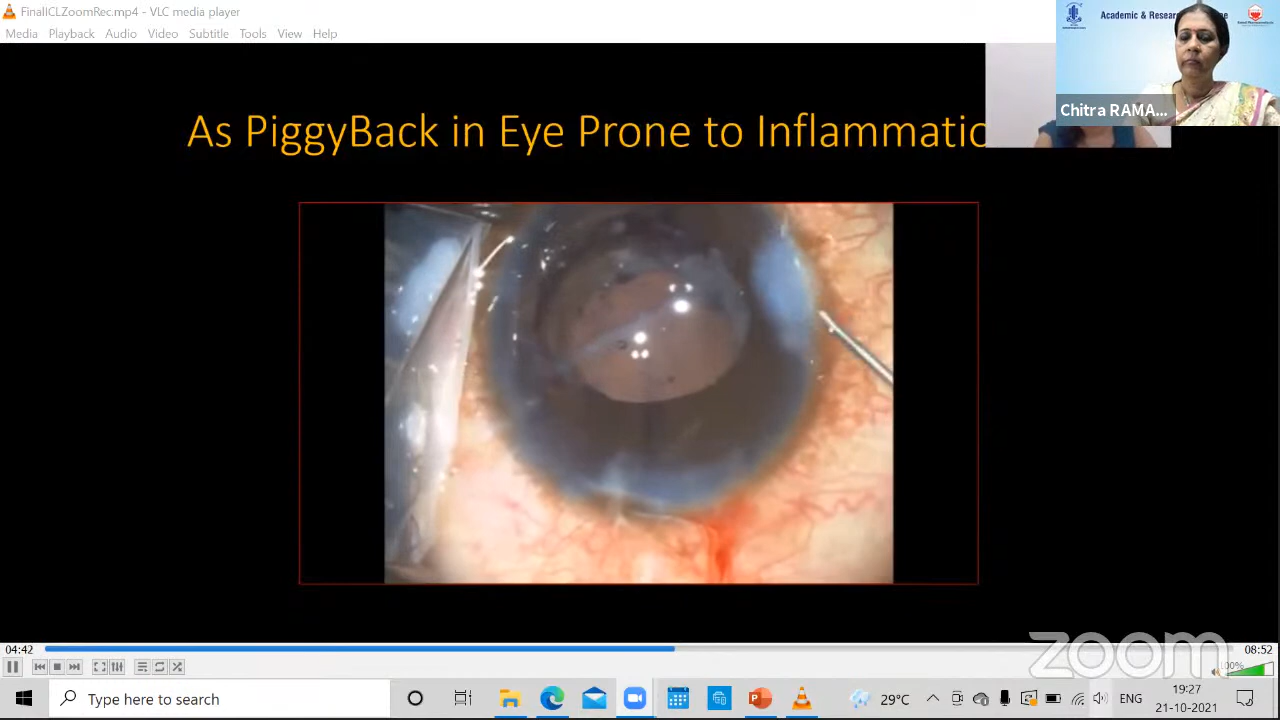 FinalICLZoomRec.mp4 - VLC media player
Media Playback Audio Video Subtitle Tools View Help
Academic & Resea
Chitra RAMA...
As PiggyBack in Eye Prone to Inflammatio
04:42
08:52
zoom
100%
Type here to search
29°C
ENG
19:27
21-10-2021